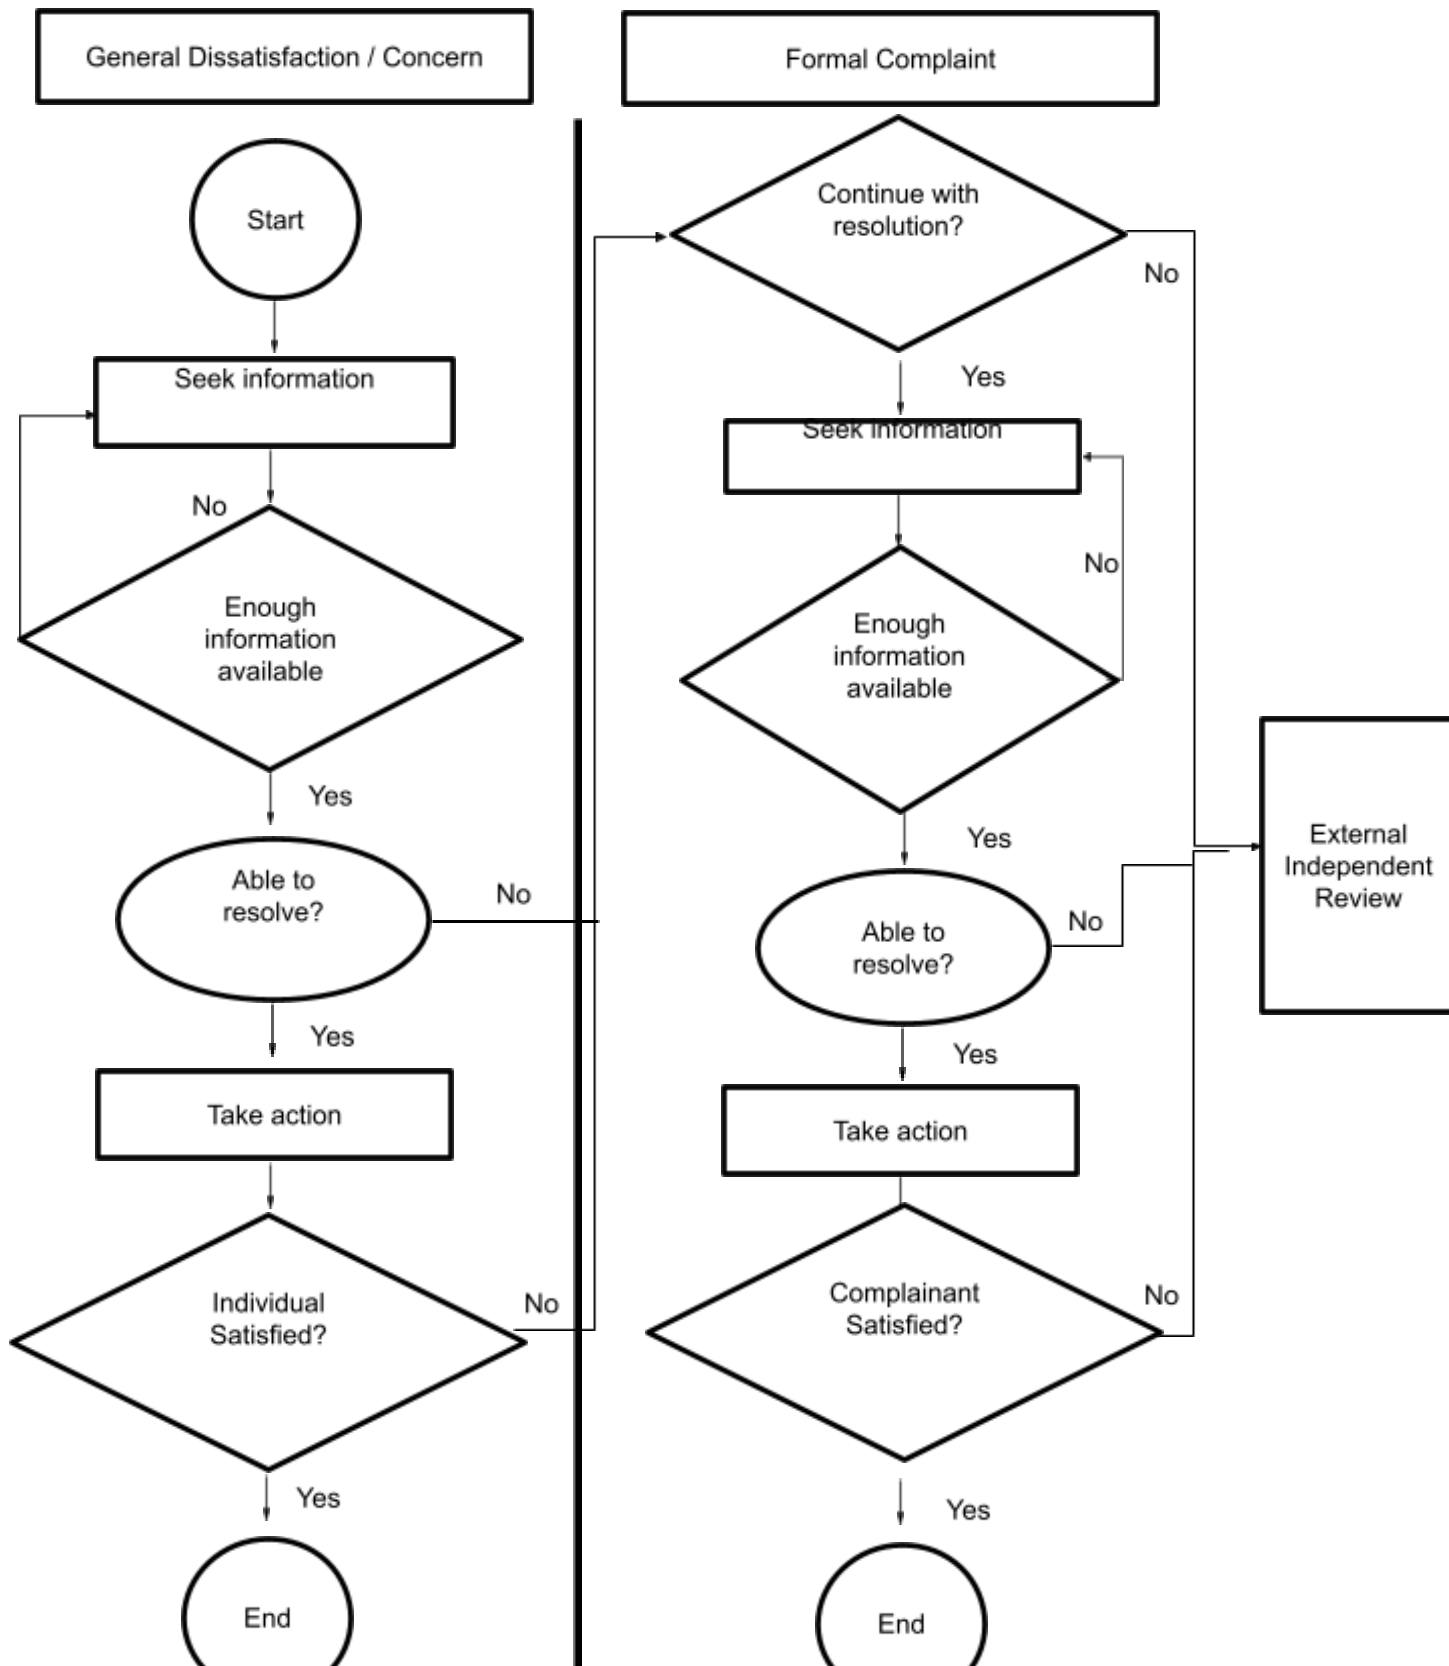 General Dissatisfaction / Concern
Start
Seek information
No
Enough
information
available
Yes
Able to
resolve?
No
Yes
Take action
Individual
Satisfied?
No
Yes
End
Formal Complaint
Continue with
resolution?
No
Yes
Seek information
No
Enough
information
available
Yes
Able to
resolve?
No
Yes
Take action
Complainant
Satisfied?
No
Yes
End
External
Independent
Review